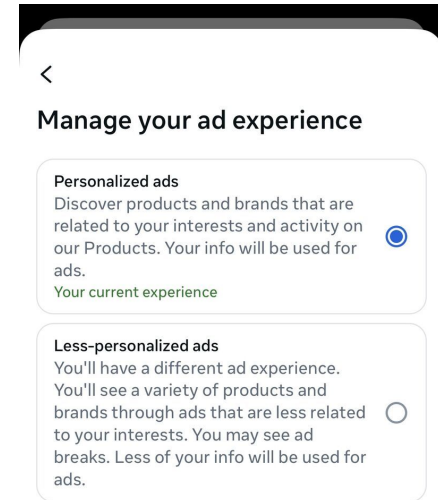 Manage your ad experience
Personalized ads
Discover products and brands that are
related to your interests and activity on
our Products. Your info will be used for
ads.
Your current experience
Less-personalized ads
You'll have a different ad experience.
You'll see a variety of products and
brands through ads that are less related
to your interests. You may see ad
breaks. Less of your info will be used for
ads.